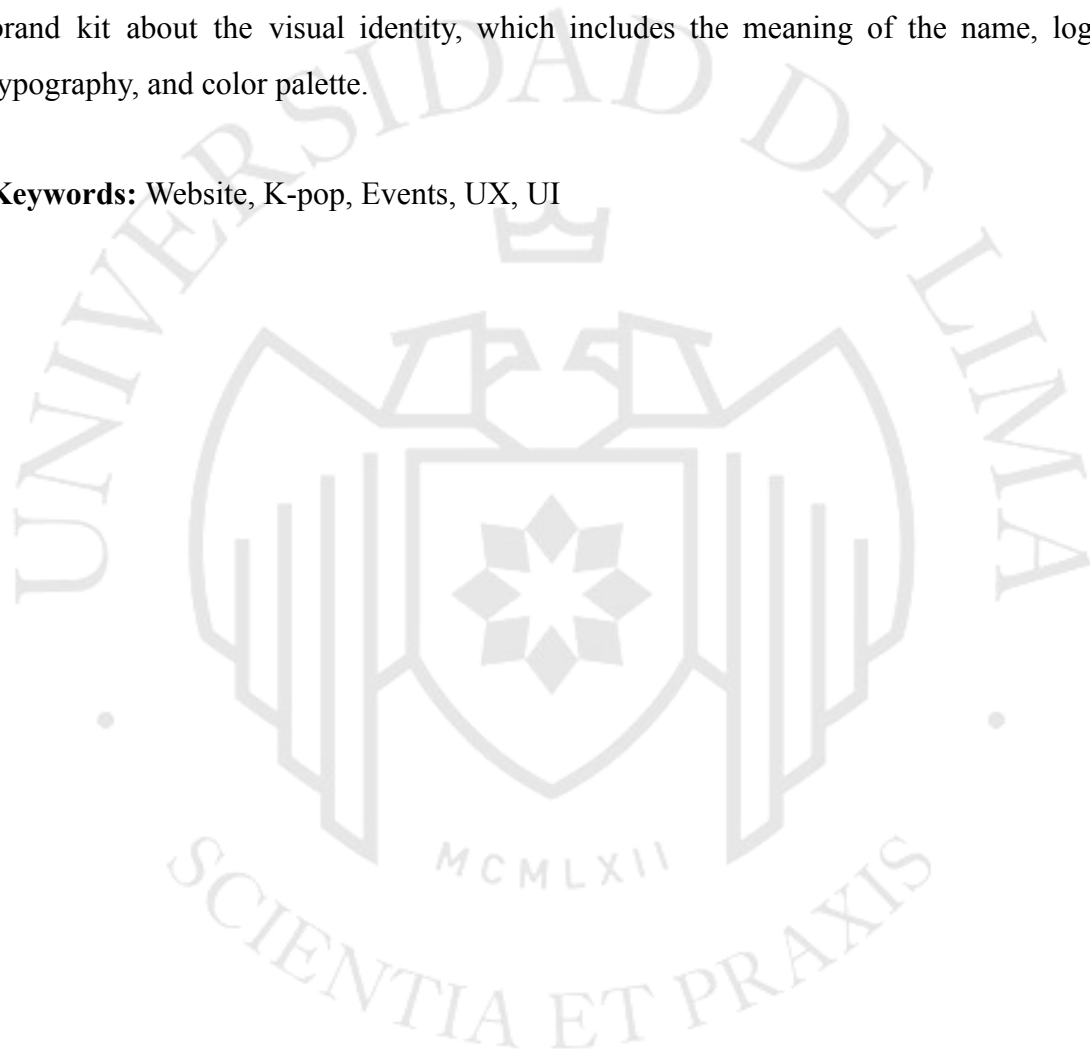 brand kit about the visual identity, which includes the meaning of the name, log
ypography, and color palette.
Keywords: Website, K-pop, Events, UX, UI
UNIVERSIDAD DE LIMA
MCMLXII
SCIENTIA ET PRAXIS